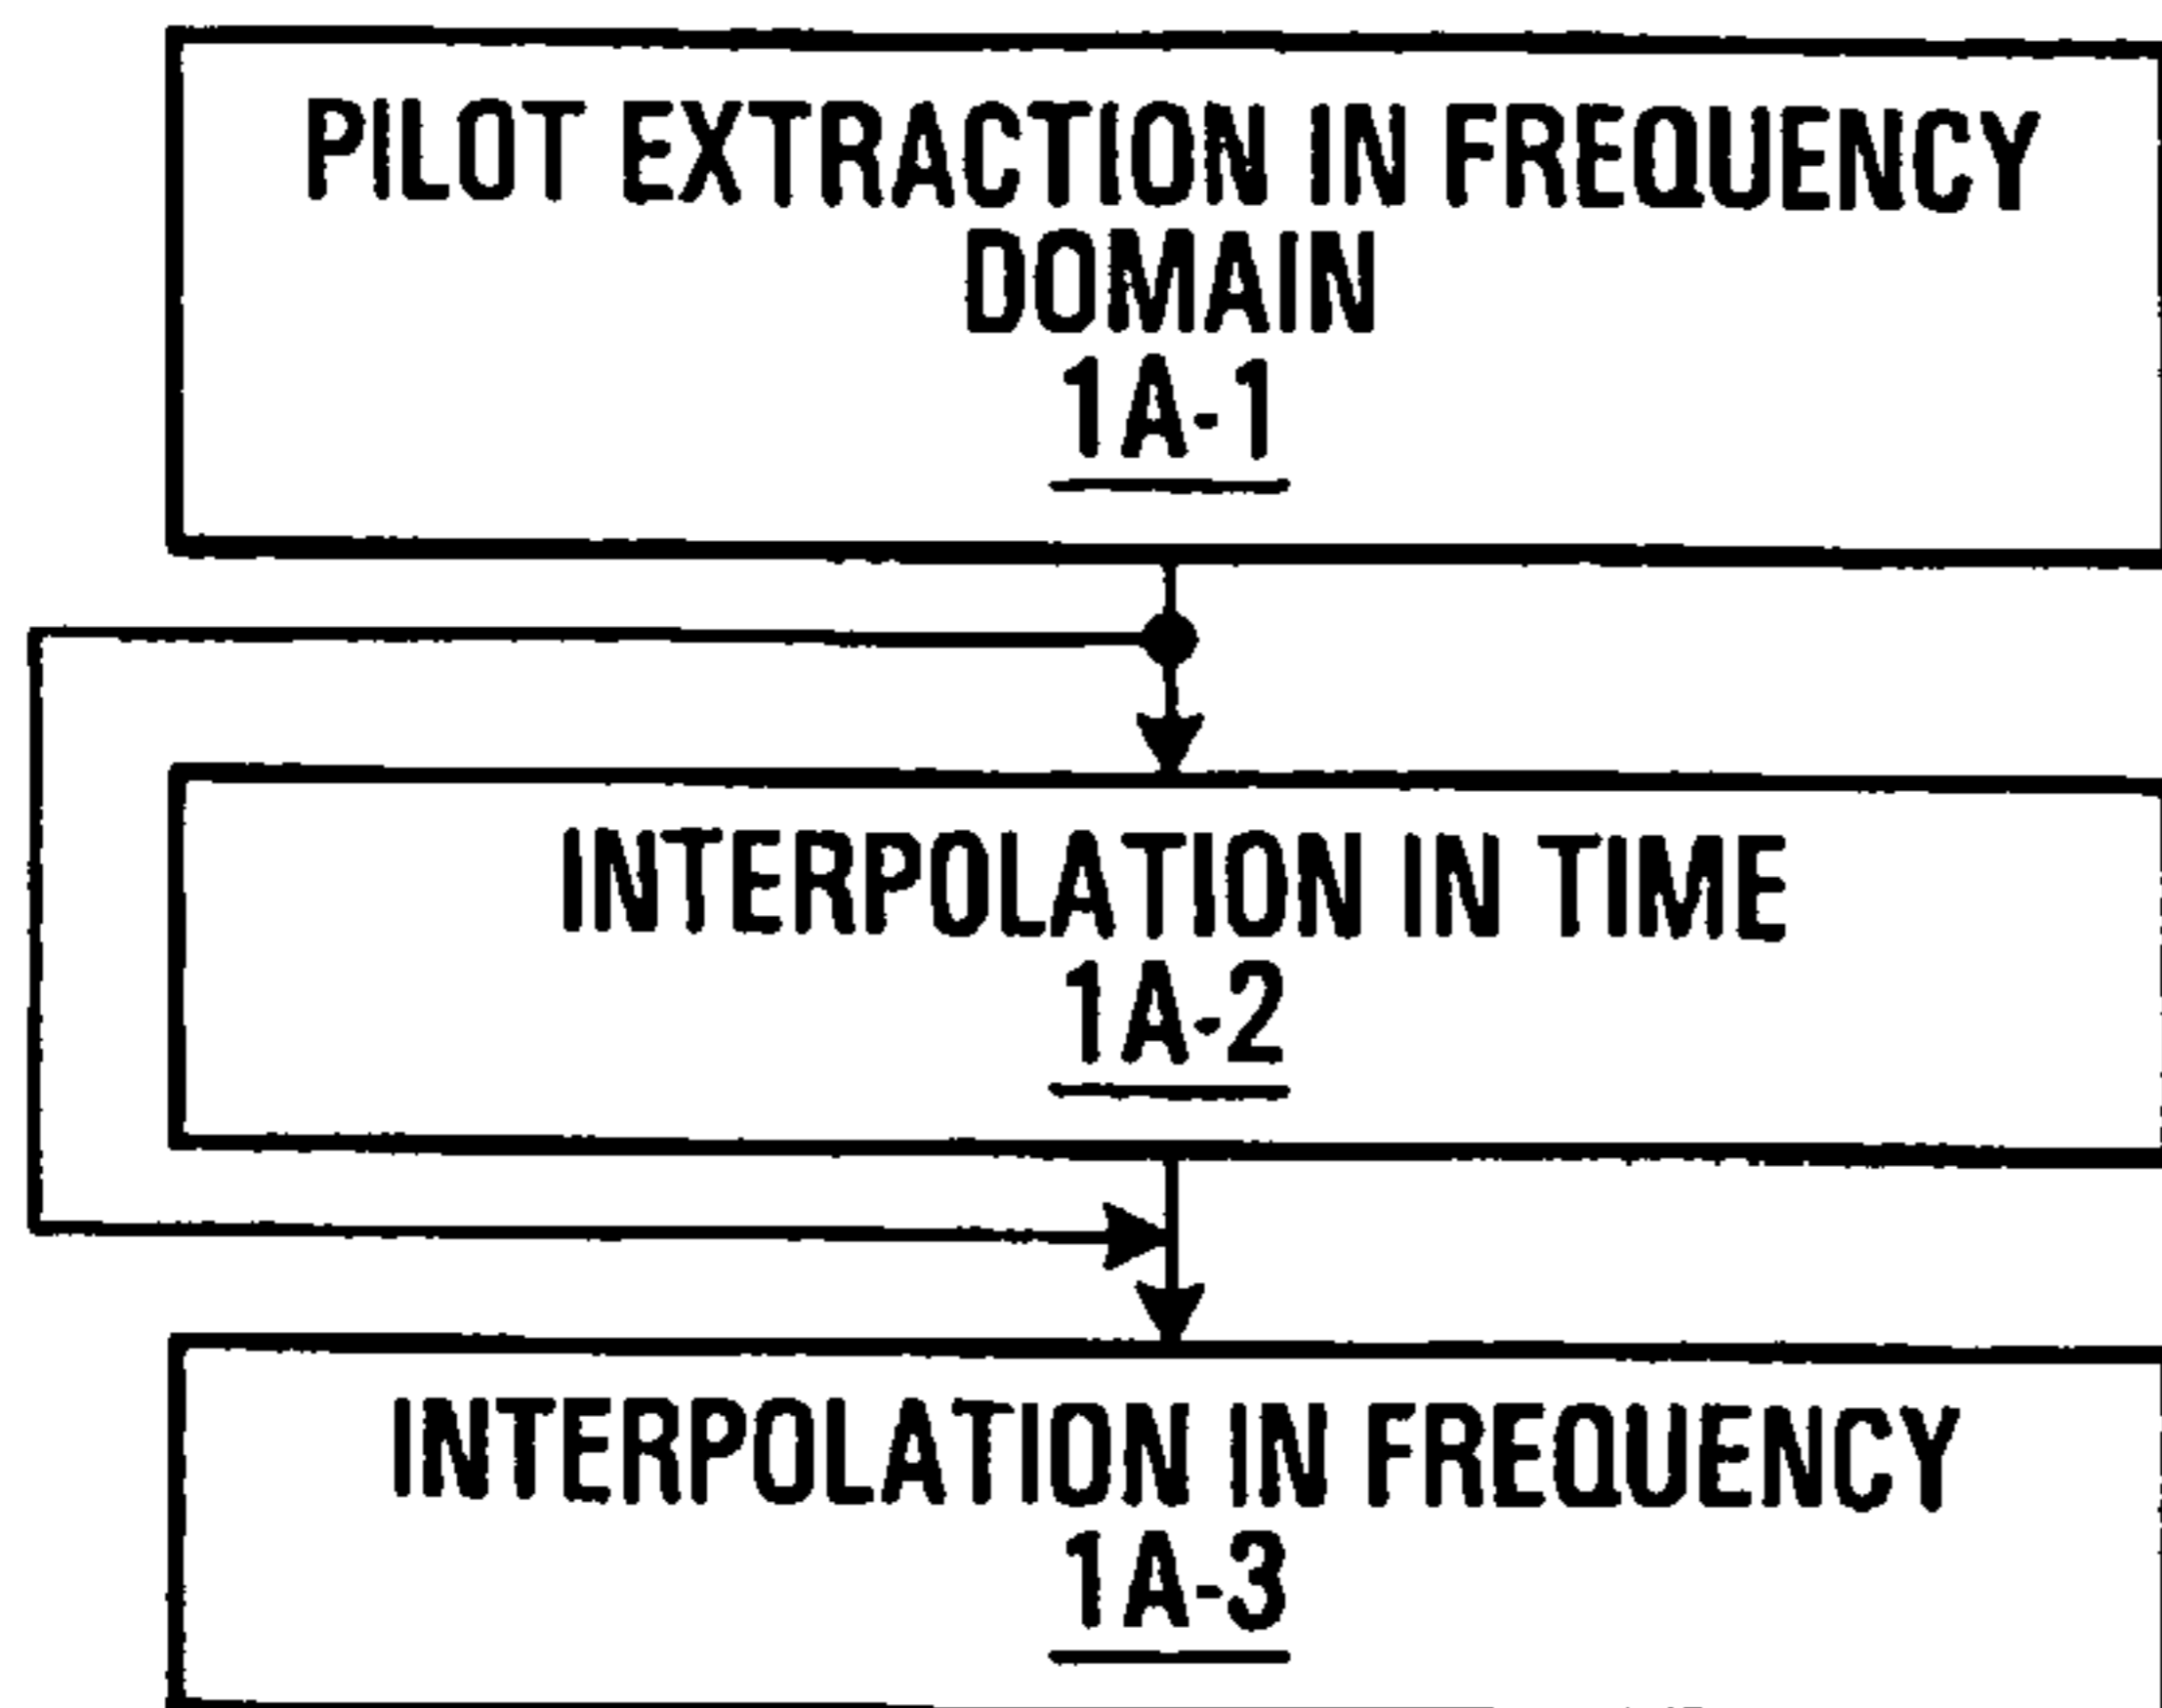 PILOT EXTRACTION IN FREQUENCY
DOMAIN
1A-1
INTERPOLATION IN TIME
1A-2
INTERPOLATION IN FREQUENCY
1A-3